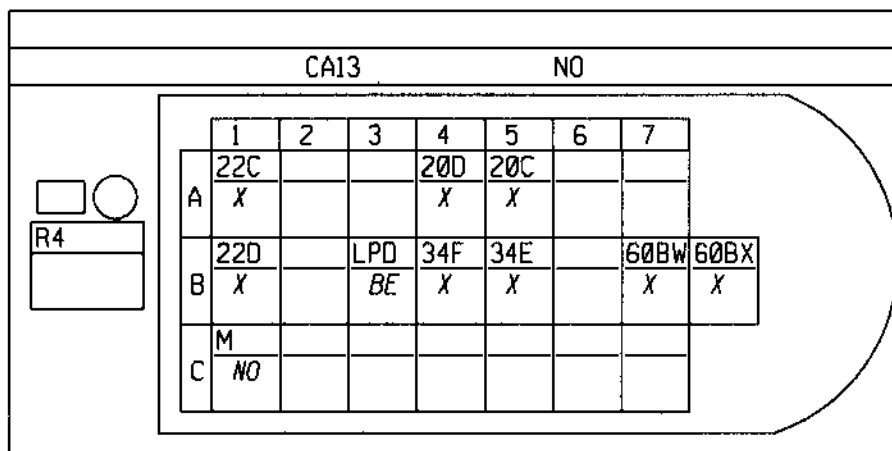 CA13 NO
1 2 3 4 5 6 7
22C 20D 20C
A X X X
R4
22D LPD 34F 34E 60BW 60BX
B X BE X X X X
M
C NO